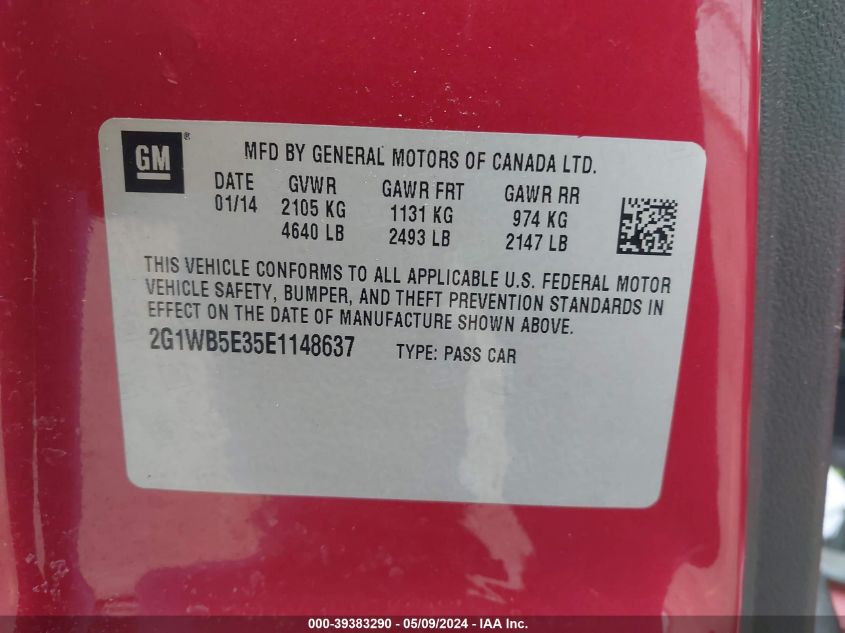 GM ®
MFD BY GENERAL MOTORS OF CANADA LTD.
DATE GVWR GAWR FRT GAWR RR
01/14 2105 KG 1131 KG 974 KG
4640 LB 2493 LB 2147 LB
THIS VEHICLE CONFORMS TO ALL APPLICABLE U.S. FEDERAL MOTOR
VEHICLE SAFETY, BUMPER, AND THEFT PREVENTION STANDARDS IN
EFFECT ON THE DATE OF MANUFACTURE SHOWN ABOVE.
2G1WB5E35E1148637 TYPE: PASS CAR
000-39383290 - 05/09/2024 - IAA Inc.